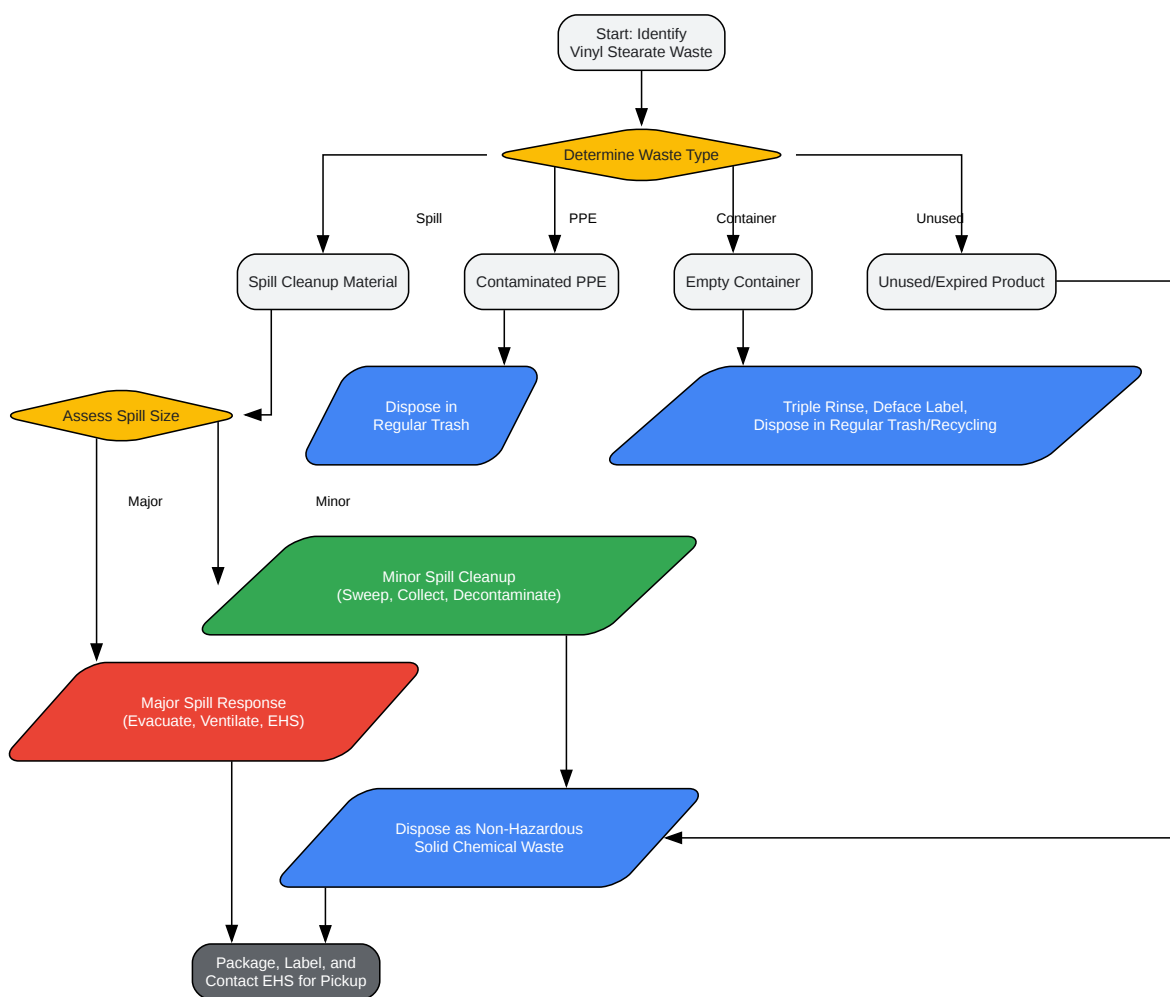 Start: Identify
Vinyl Stearate Waste
Determine Waste Type
Spill
PPE
Container
Unused
Spill Cleanup Material
Contaminated PPE
Empty Container
Unused/Expired Product
Dispose in
Regular Trash
Triple Rinse, Deface Label,
Dispose in Regular Trash/Recycling
Assess Spill Size
Major
Minor
Minor Spill Cleanup
(Sweep, Collect, Decontaminate)
Major Spill Response
(Evacuate, Ventilate, EHS)
Dispose as Non-Hazardous
Solid Chemical Waste
Package, Label, and
Contact EHS for Pickup